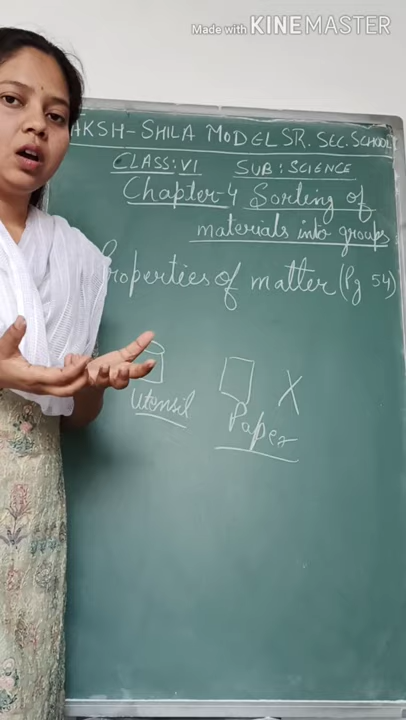 Made with KINEMASTER
AKSH-SHILA MODEL SR. SEC. SCHOOL
CLASS:VI SUB: SCIENCE
Chapter-4 Sorting of
materials into groups
Properties of matter (Pg 54)
Utensil
Paper X